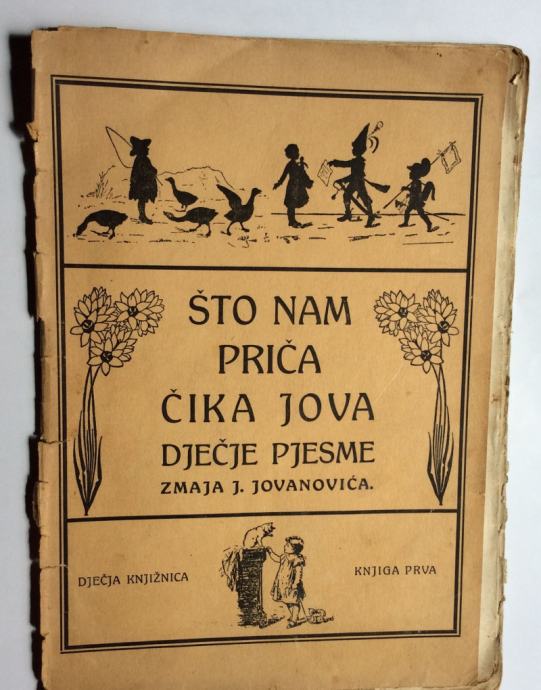 ŠTO NAM
PRIČA
ČIKA JOVA
DJEČJE PJESME
ZMAJA J. JOVANOVIĆA.
DJEČJA KNJIŽNICA
KNJIGA PRVA